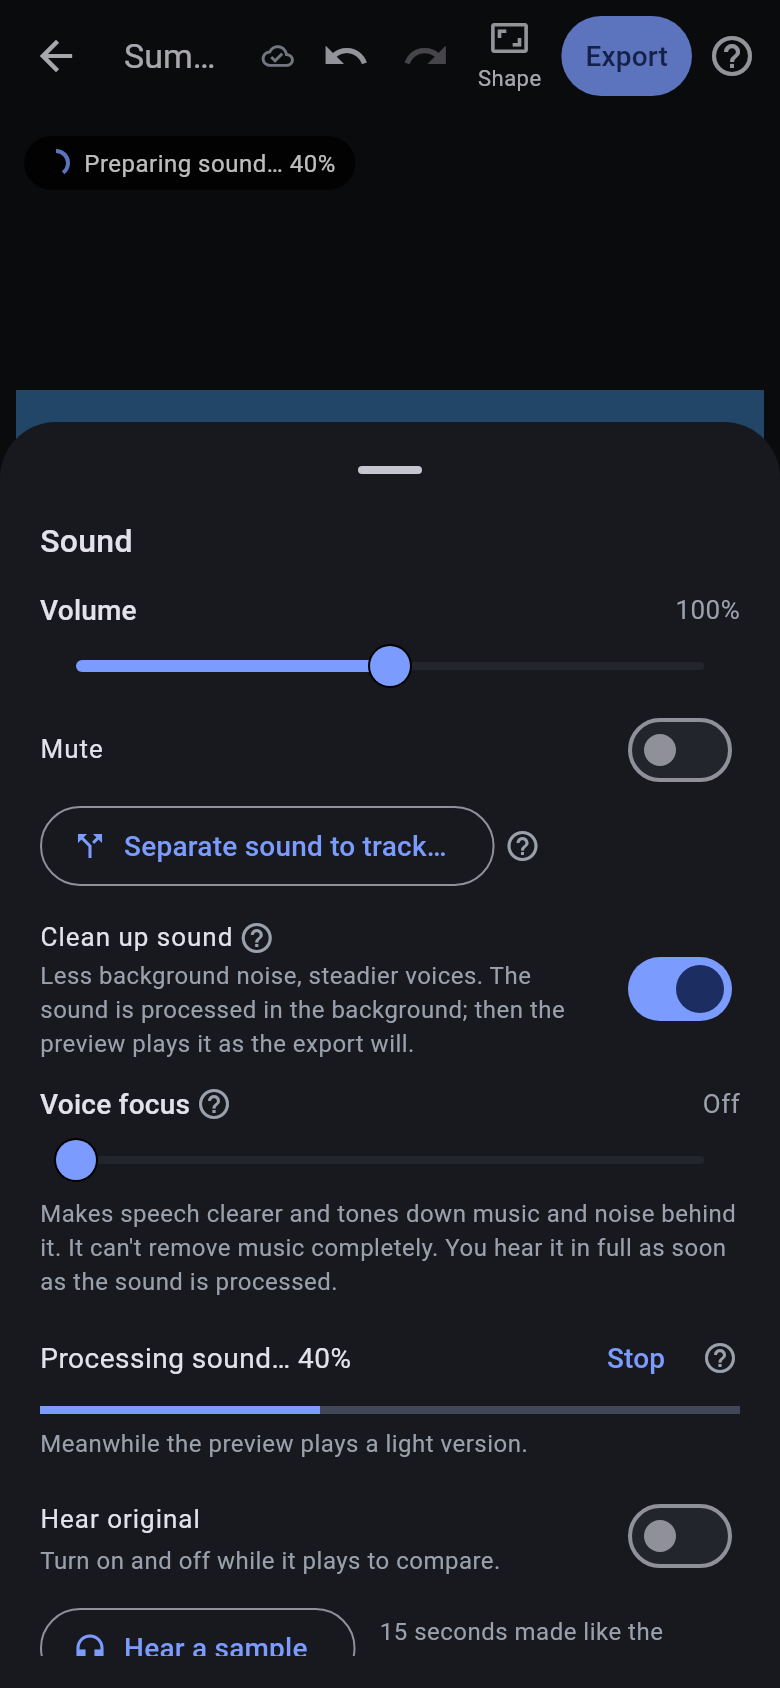 Sum...
Shape
Export
Preparing sound... 40%
Sound
Volume
100%
Mute
Separate sound to track...
Clean up sound
Less background noise, steadier voices. The
sound is processed in the background; then the
preview plays it as the export will.
Voice focus
Off
Makes speech clearer and tones down music and noise behind
it. It can't remove music completely. You hear it in full as soon
as the sound is processed.
Processing sound... 40%
Stop
Meanwhile the preview plays a light version.
Hear original
Turn on and off while it plays to compare.
Hear a sample
15 seconds made like the